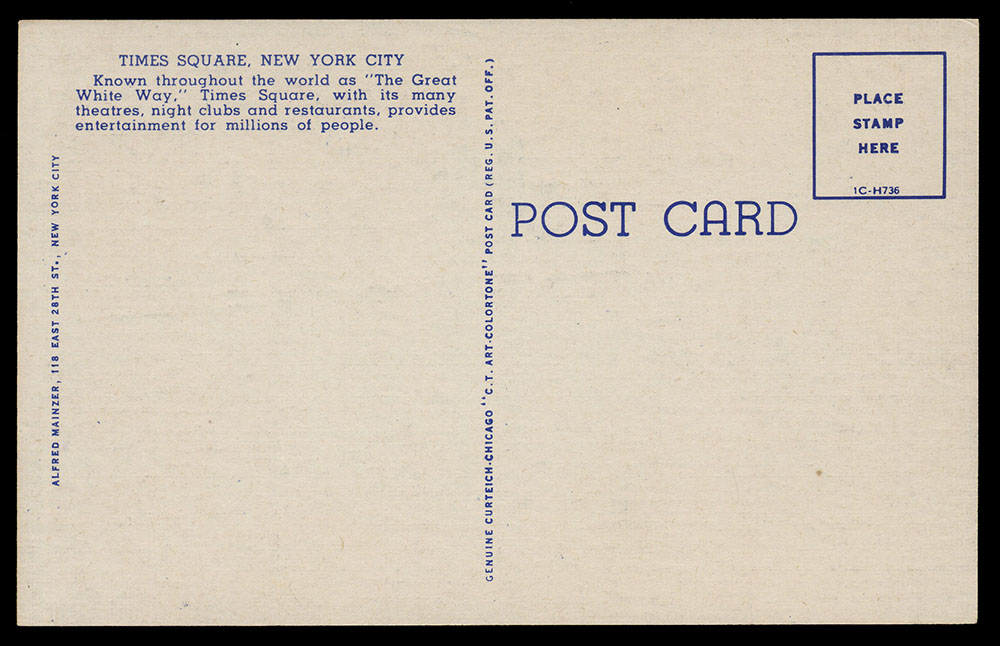 TIMES SQUARE, NEW YORK CITY
Known throughout the world as "The Great
White Way," Times Square, with its many
theatres, night clubs and restaurants, provides
entertainment for millions of people.
ALFRED MAINZER, 118 EAST 28TH ST., NEW YORK CITY
GENUINE CURTEICH-CHICAGO "C.T. ART-COLORTONE" POST CARD (REG. U.S. PAT. OFF.)
POST CARD
PLACE
STAMP
HERE
1C-H736